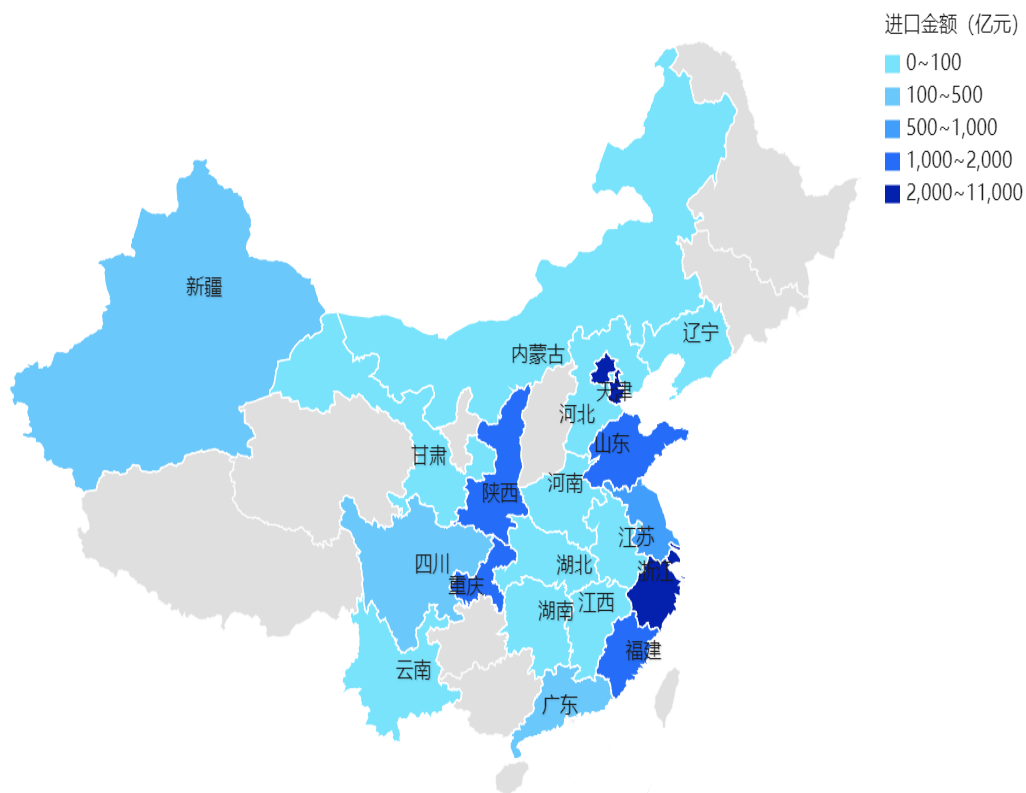 进口金额（亿元）
0~100
100~500
500~1,000
1,000~2,000
2,000~11,000
新疆
辽宁
内蒙古
天津
河北
山东
甘肃
河南
陕西
江苏
四川
湖北
浙江
重庆
湖南
江西
福建
云南
广东